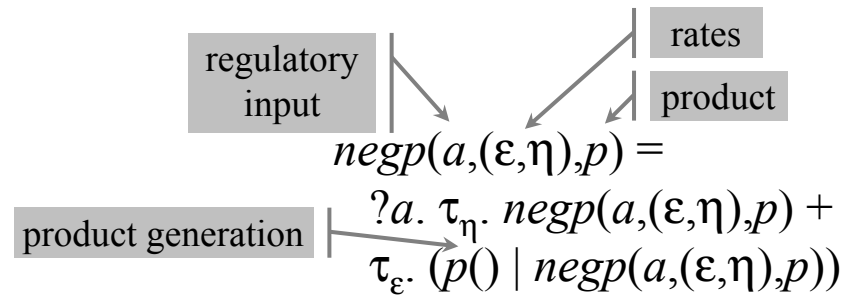 rates
regulatory
input
product
negp(a,(ε,η),p) =
?a. τη. negp(a,(ε,η),p) +
product generation
τε. (p() | negp(a,(ε,η),p))